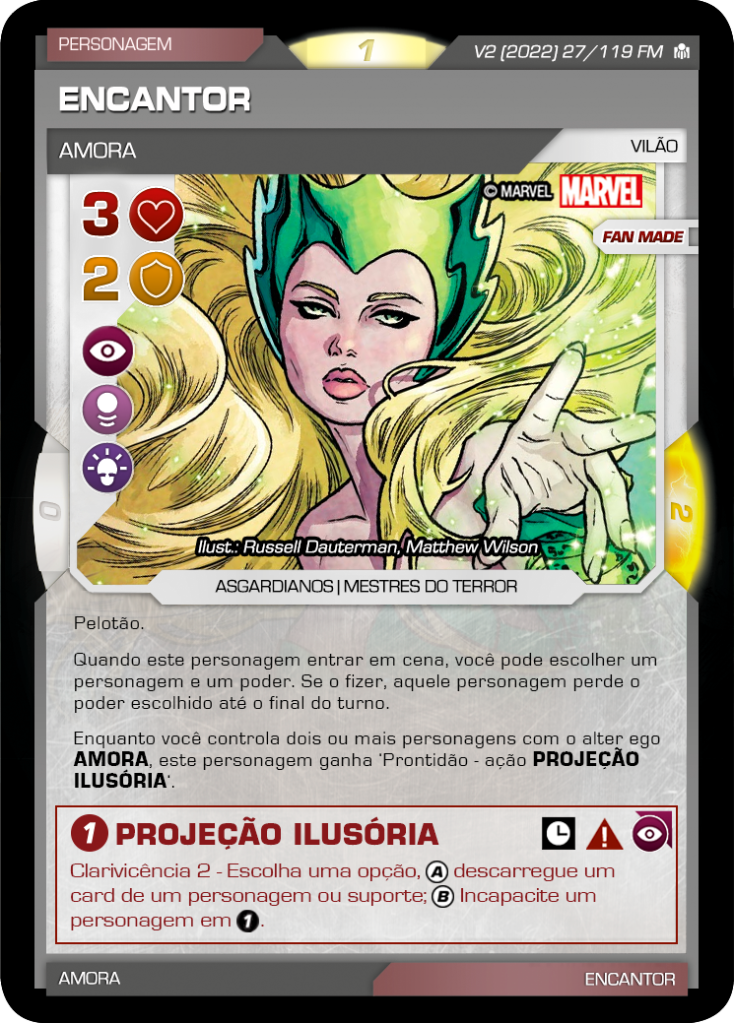 PERSONAGEM
1
V2 (2022) 27/119 FM
ENCANTOR
AMORA
VILÃO
© MARVEL MARVEL
3
FAN MADE
2
0
2
Ilust.: Russell Dauterman, Matthew Wilson
ASGARDIANOS | MESTRES DO TERROR
Pelotão.
Quando este personagem entrar em cena, você pode escolher um
personagem e um poder. Se o fizer, aquele personagem perde o
poder escolhido até o final do turno.
Enquanto você controla dois ou mais personagens com o alter ego
AMORA, este personagem ganha 'Prontidão - ação PROJEÇÃO
ILUSÓRIA'.
1 PROJEÇÃO ILUSÓRIA
Clarivicência 2 - Escolha uma opção, A descarregue um
card de um personagem ou suporte; B Incapacite um
personagem em 1.
AMORA
ENCANTOR